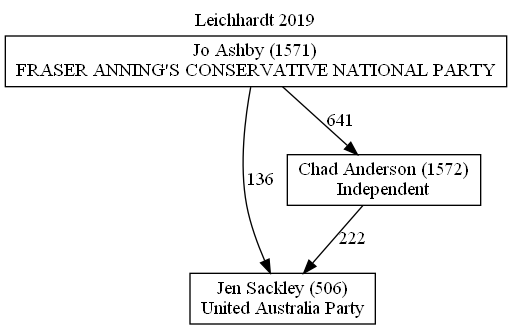 Leichhardt 2019
Jo Ashby (1571)
FRASER ANNING'S CONSERVATIVE NATIONAL PARTY
641
Chad Anderson (1572)
Independent
136
222
Jen Sackley (506)
United Australia Party